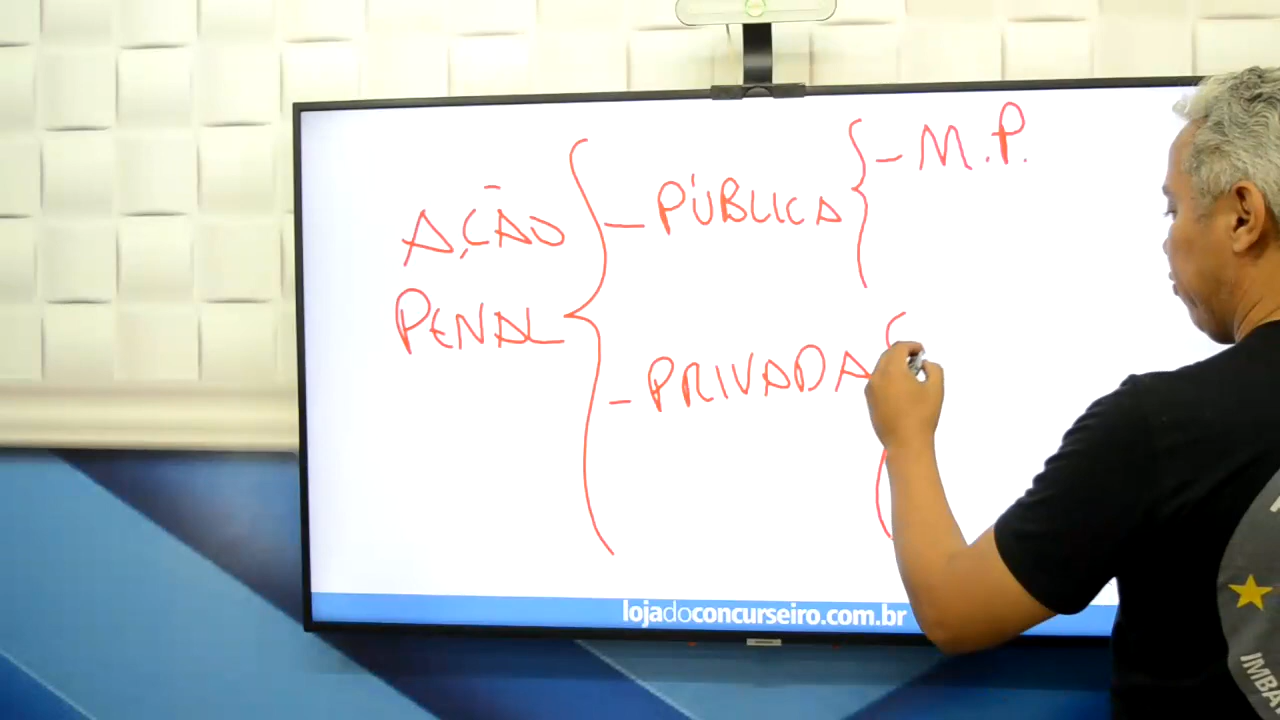 AÇÃO
PENAL
- PÚBLICA
- M.P.
- PRIVADA
lojadoconcurseiro.com.br